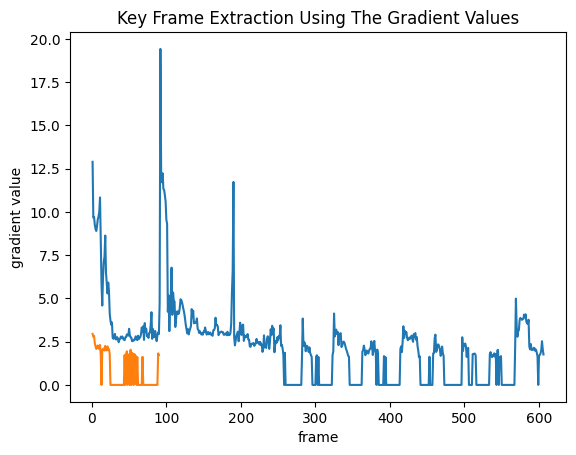 Key Frame Extraction Using The Gradient Values
20.0
17.5
15.0
12.5
10.0
7.5
5.0
2.5
0.0
gradient value
0 100 200 300 400 500 600
frame